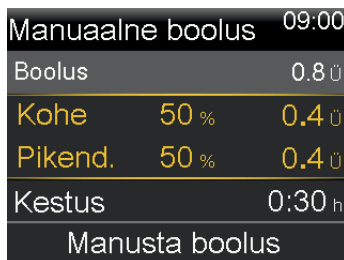 Manuaalne boolus 09:00
Boolus 0.8 Ü
Kohe 50 % 0.4 Ü
Pikend. 50 % 0.4 Ü
Kestus 0:30 h
Manusta boolus